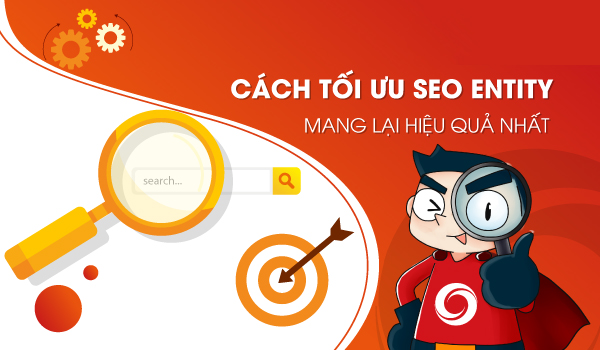 CÁCH TỐI ƯU SEO ENTITY
MANG LẠI HIỆU QUẢ NHẤT
search...